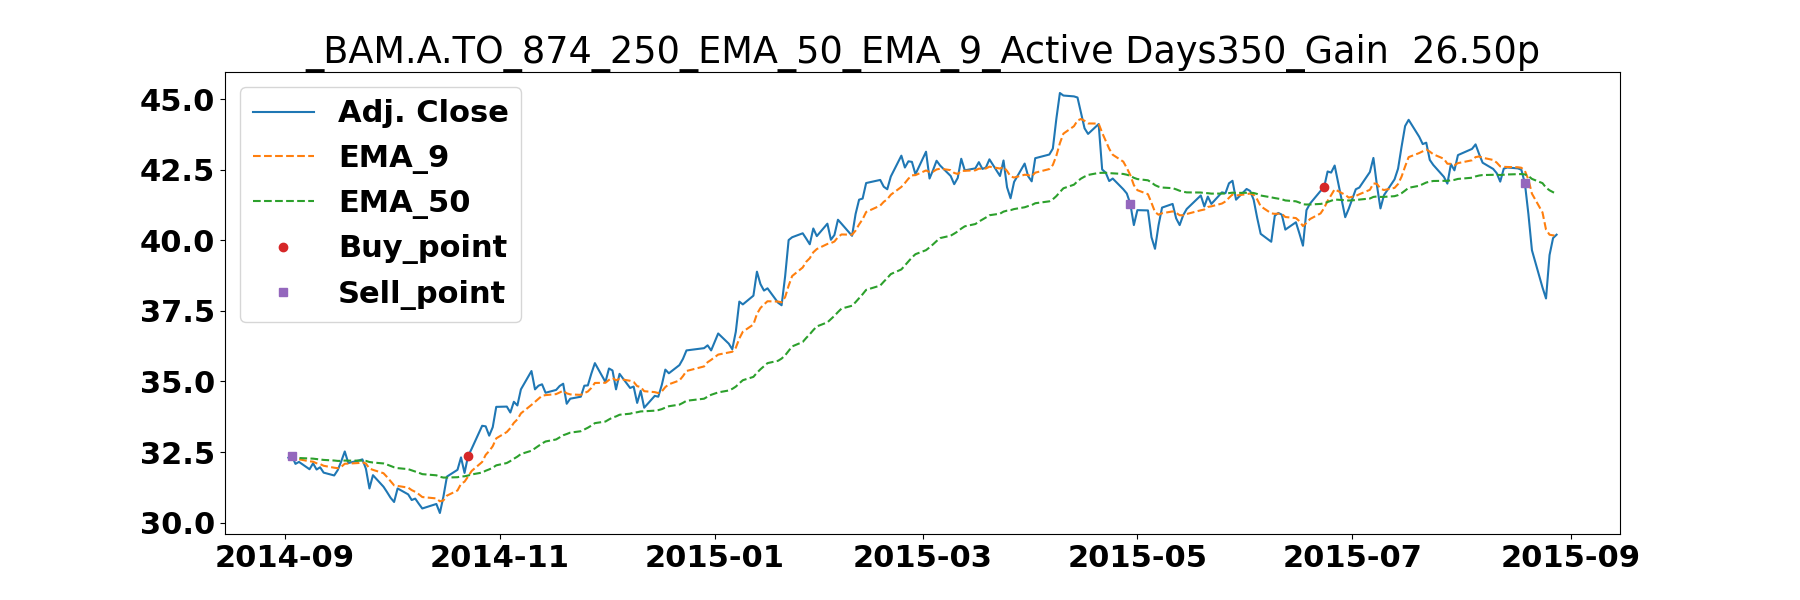 _BAM.A.TO_874_250_EMA_50_EMA_9_Active Days350_Gain  26.50p
45.0
42.5
40.0
37.5
35.0
32.5
30.0
Adj. Close
EMA_9
EMA_50
Buy_point
Sell_point
2014-09 2014-11 2015-01 2015-03 2015-05 2015-07 2015-09